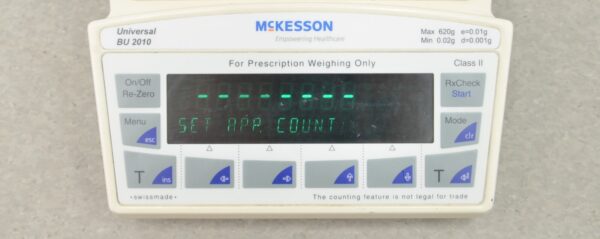 Universal
BU 2010
McKESSON
Empowering Healthcare
Max 620g e=0.01g
Min 0.02g d=0.001g
For Prescription Weighing Only
Class II
On/Off
Re-Zero
--------
SET APP. COUNT
RxCheck
Start
Menu
esc
Mode
clr
T
ins
T
•swissmade•
The counting feature is not legal for trade